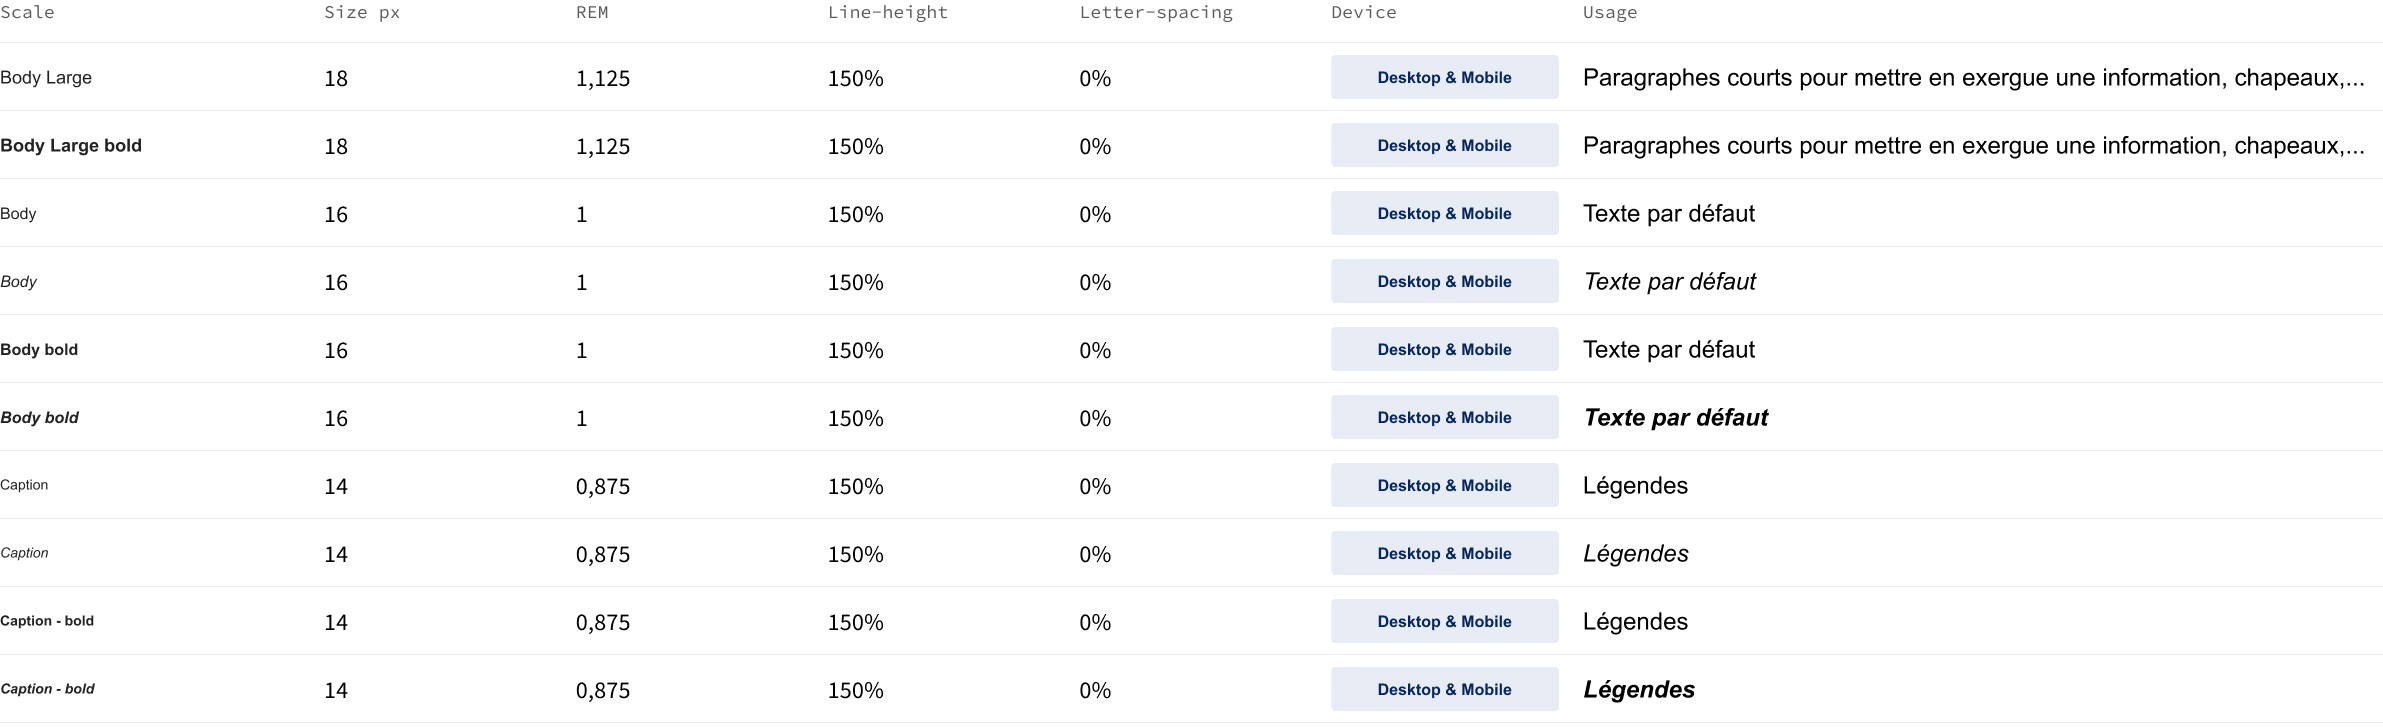 Scale Size px REM Line-height Letter-spacing Device Usage
Body Large 18 1,125 150% 0% Desktop & Mobile Paragraphes courts pour mettre en exergue une information, chapeaux,...
Body Large bold 18 1,125 150% 0% Desktop & Mobile Paragraphes courts pour mettre en exergue une information, chapeaux,...
Body 16 1 150% 0% Desktop & Mobile Texte par défaut
Body 16 1 150% 0% Desktop & Mobile Texte par défaut
Body bold 16 1 150% 0% Desktop & Mobile Texte par défaut
Body bold 16 1 150% 0% Desktop & Mobile Texte par défaut
Caption 14 0,875 150% 0% Desktop & Mobile Légendes
Caption 14 0,875 150% 0% Desktop & Mobile Légendes
Caption - bold 14 0,875 150% 0% Desktop & Mobile Légendes
Caption - bold 14 0,875 150% 0% Desktop & Mobile Légendes